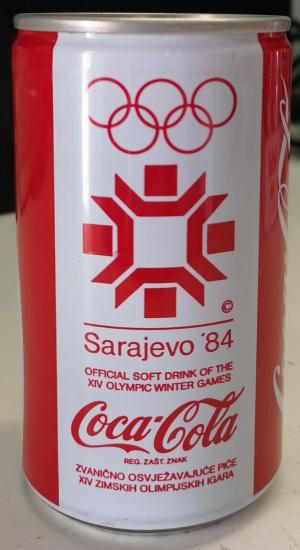 ©
Sarajevo '84
OFFICIAL SOFT DRINK OF THE
XIV OLYMPIC WINTER GAMES
Coca-Cola
REG. ZAŠT. ZNAK
ZVANIČNO OSVJEŽAVAJUĆE PIĆE
XIV ZIMSKIH OLIMPIJSKIH IGARA